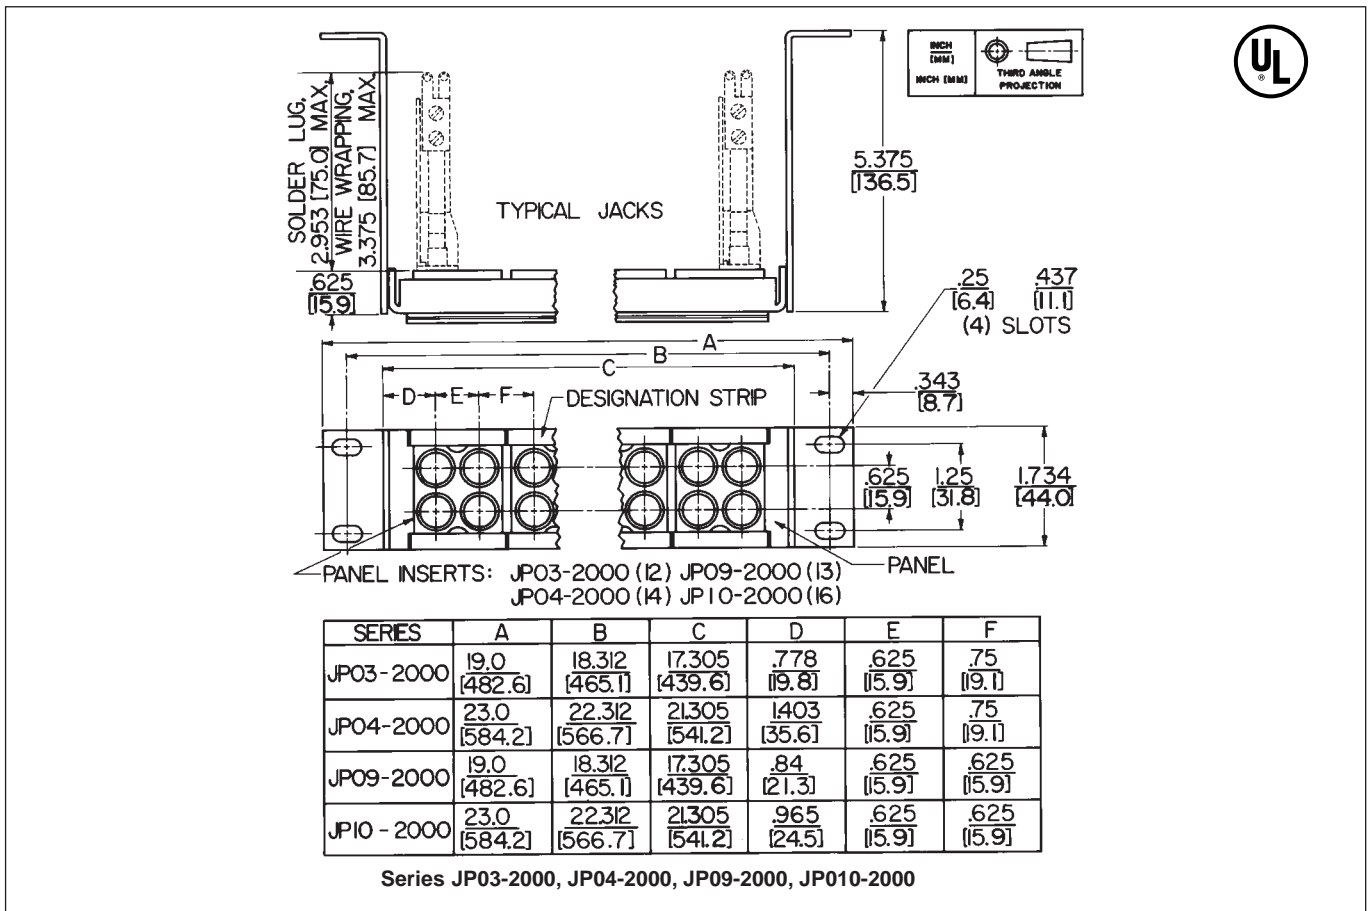 INCH
[MM]
INCH [MM]
THIRD ANGLE
PROJECTION
UL
®
SOLDER LUG,
2.953 [75.0] MAX,
WIRE WRAPPING,
3.375 [85.7] MAX.
5.375
[136.5]
TYPICAL JACKS
.625
[15.9]
.25
[6.4]
.437
[11.1]
(4) SLOTS
A
B
C
D E F
DESIGNATION STRIP
.343
[8.7]
.625
[15.9]
1.25
[31.8]
1.734
[44.0]
PANEL INSERTS: JP03-2000 (12) JP09-2000 (13)
JP04-2000 (14) JP10-2000 (16)
PANEL
SERIES A B C D E F
JP03-2000 19.0 18.312 17.305 .778 .625 .75
[482.6] [465.1] [439.6] [19.8] [15.9] [19.1]
JP04-2000 23.0 22.312 21.305 1.403 .625 .75
[584.2] [566.7] [541.2] [35.6] [15.9] [19.1]
JP09-2000 19.0 18.312 17.305 .84 .625 .625
[482.6] [465.1] [439.6] [21.3] [15.9] [15.9]
JP10-2000 23.0 22.312 21.305 .965 .625 .625
[584.2] [566.7] [541.2] [24.5] [15.9] [15.9]
Series JP03-2000, JP04-2000, JP09-2000, JP010-2000